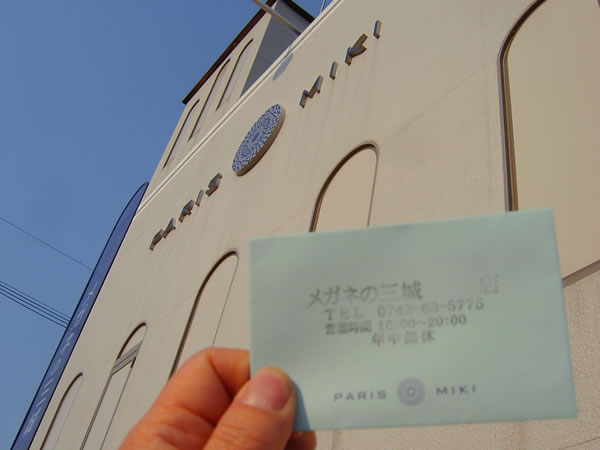 PARIS MIKI
メガネの三城 店
TEL 0743-63-5775
営業時間 10:00~20:00
年中無休
PARIS MIKI